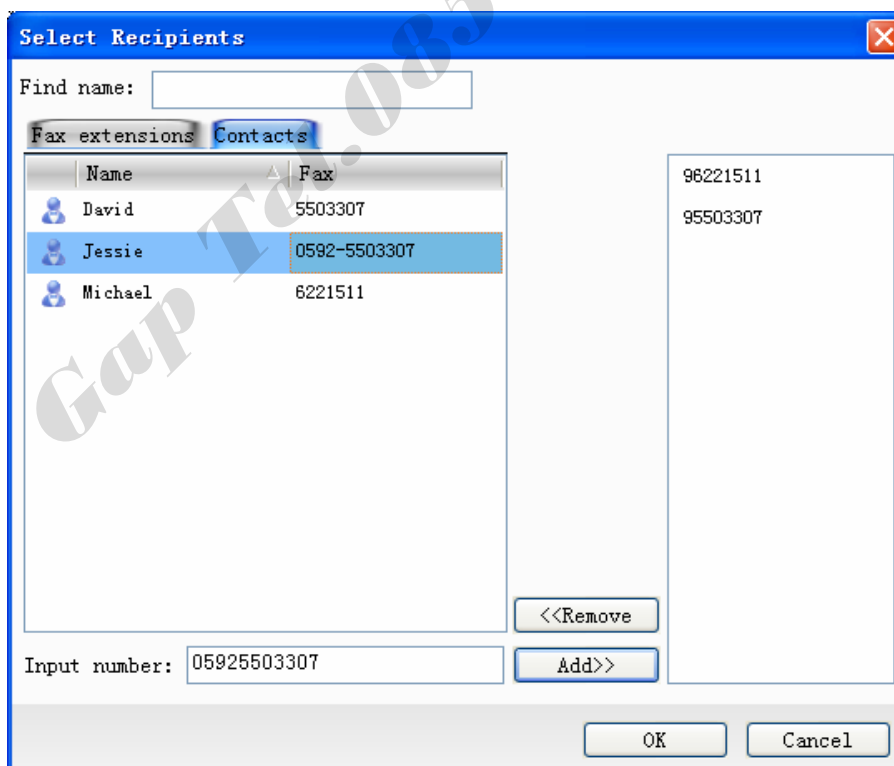 Select Recipients
Find name:
Fax extensions Contacts
Name Fax
David 5503307
Jessie 0592-5503307
Michael 6221511
96221511
95503307
<<Remove
Input number: 05925503307 Add>>
OK Cancel
Gap Tel.085